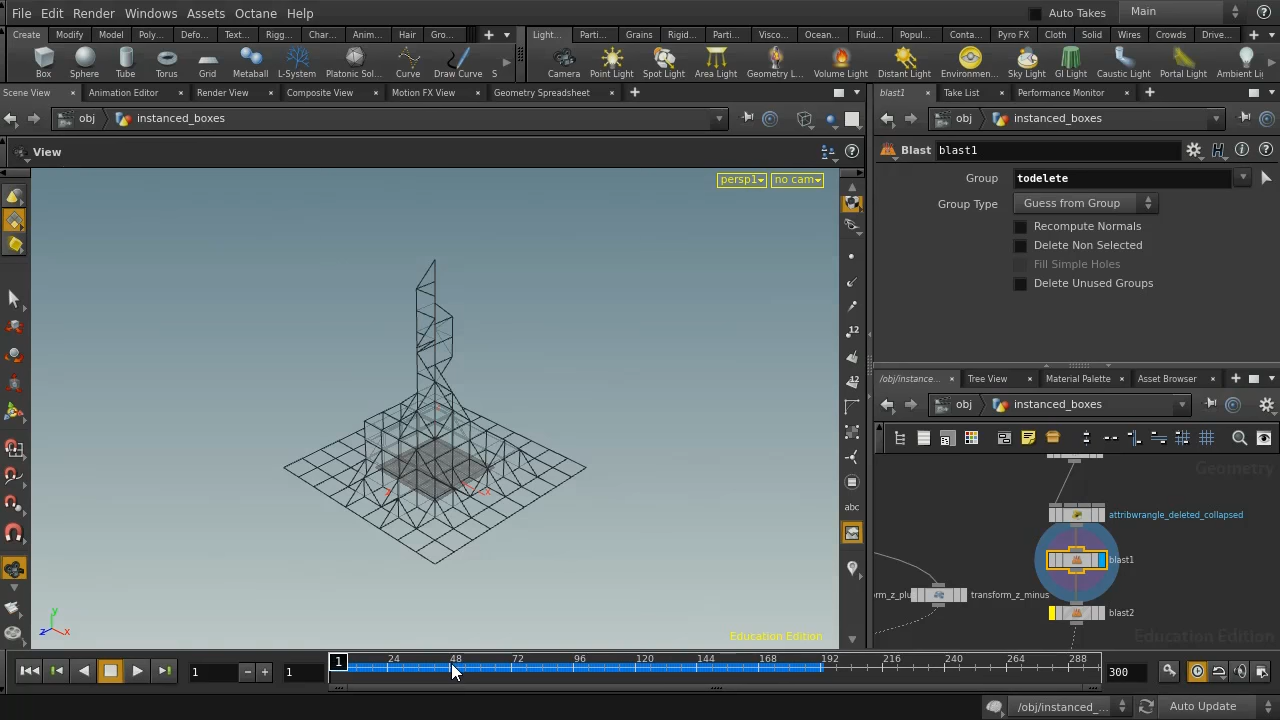 File Edit Render Windows Assets Octane Help Auto Takes Main
Create Modify Model Poly... Defo... Text... Rigg... Char... Anim... Hair Gro... Light... Parti... Grains Rigid... Parti... Visco... Ocean... Fluid... Popul... Conta... Pyro FX Cloth Solid Wires Crowds Drive...
Box Sphere Tube Torus Grid Metaball L-System Platonic Sol... Curve Draw Curve S Camera Point Light Spot Light Area Light Geometry L... Volume Light Distant Light Environmen... Sky Light GI Light Caustic Light Portal Light Ambient Li
Scene View Animation Editor Render View Composite View Motion FX View Geometry Spreadsheet
obj instanced_boxes
View
persp1 no cam
12
12
abc
z x
y
z x
Education Edition
blast1 Take List Performance Monitor
obj instanced_boxes
Blast blast1
Group todelete
Group Type Guess from Group
Recompute Normals
Delete Non Selected
Fill Simple Holes
Delete Unused Groups
/obj/instance... Tree View Material Palette Asset Browser
obj instanced_boxes
Geometry
attribwrangle_deleted_collapsed
blast1
transform_z_minus
blast2
Education Edition
1 1 1 24 48 72 96 120 144 168 192 216 240 264 288 300
/obj/instanced_... Auto Update